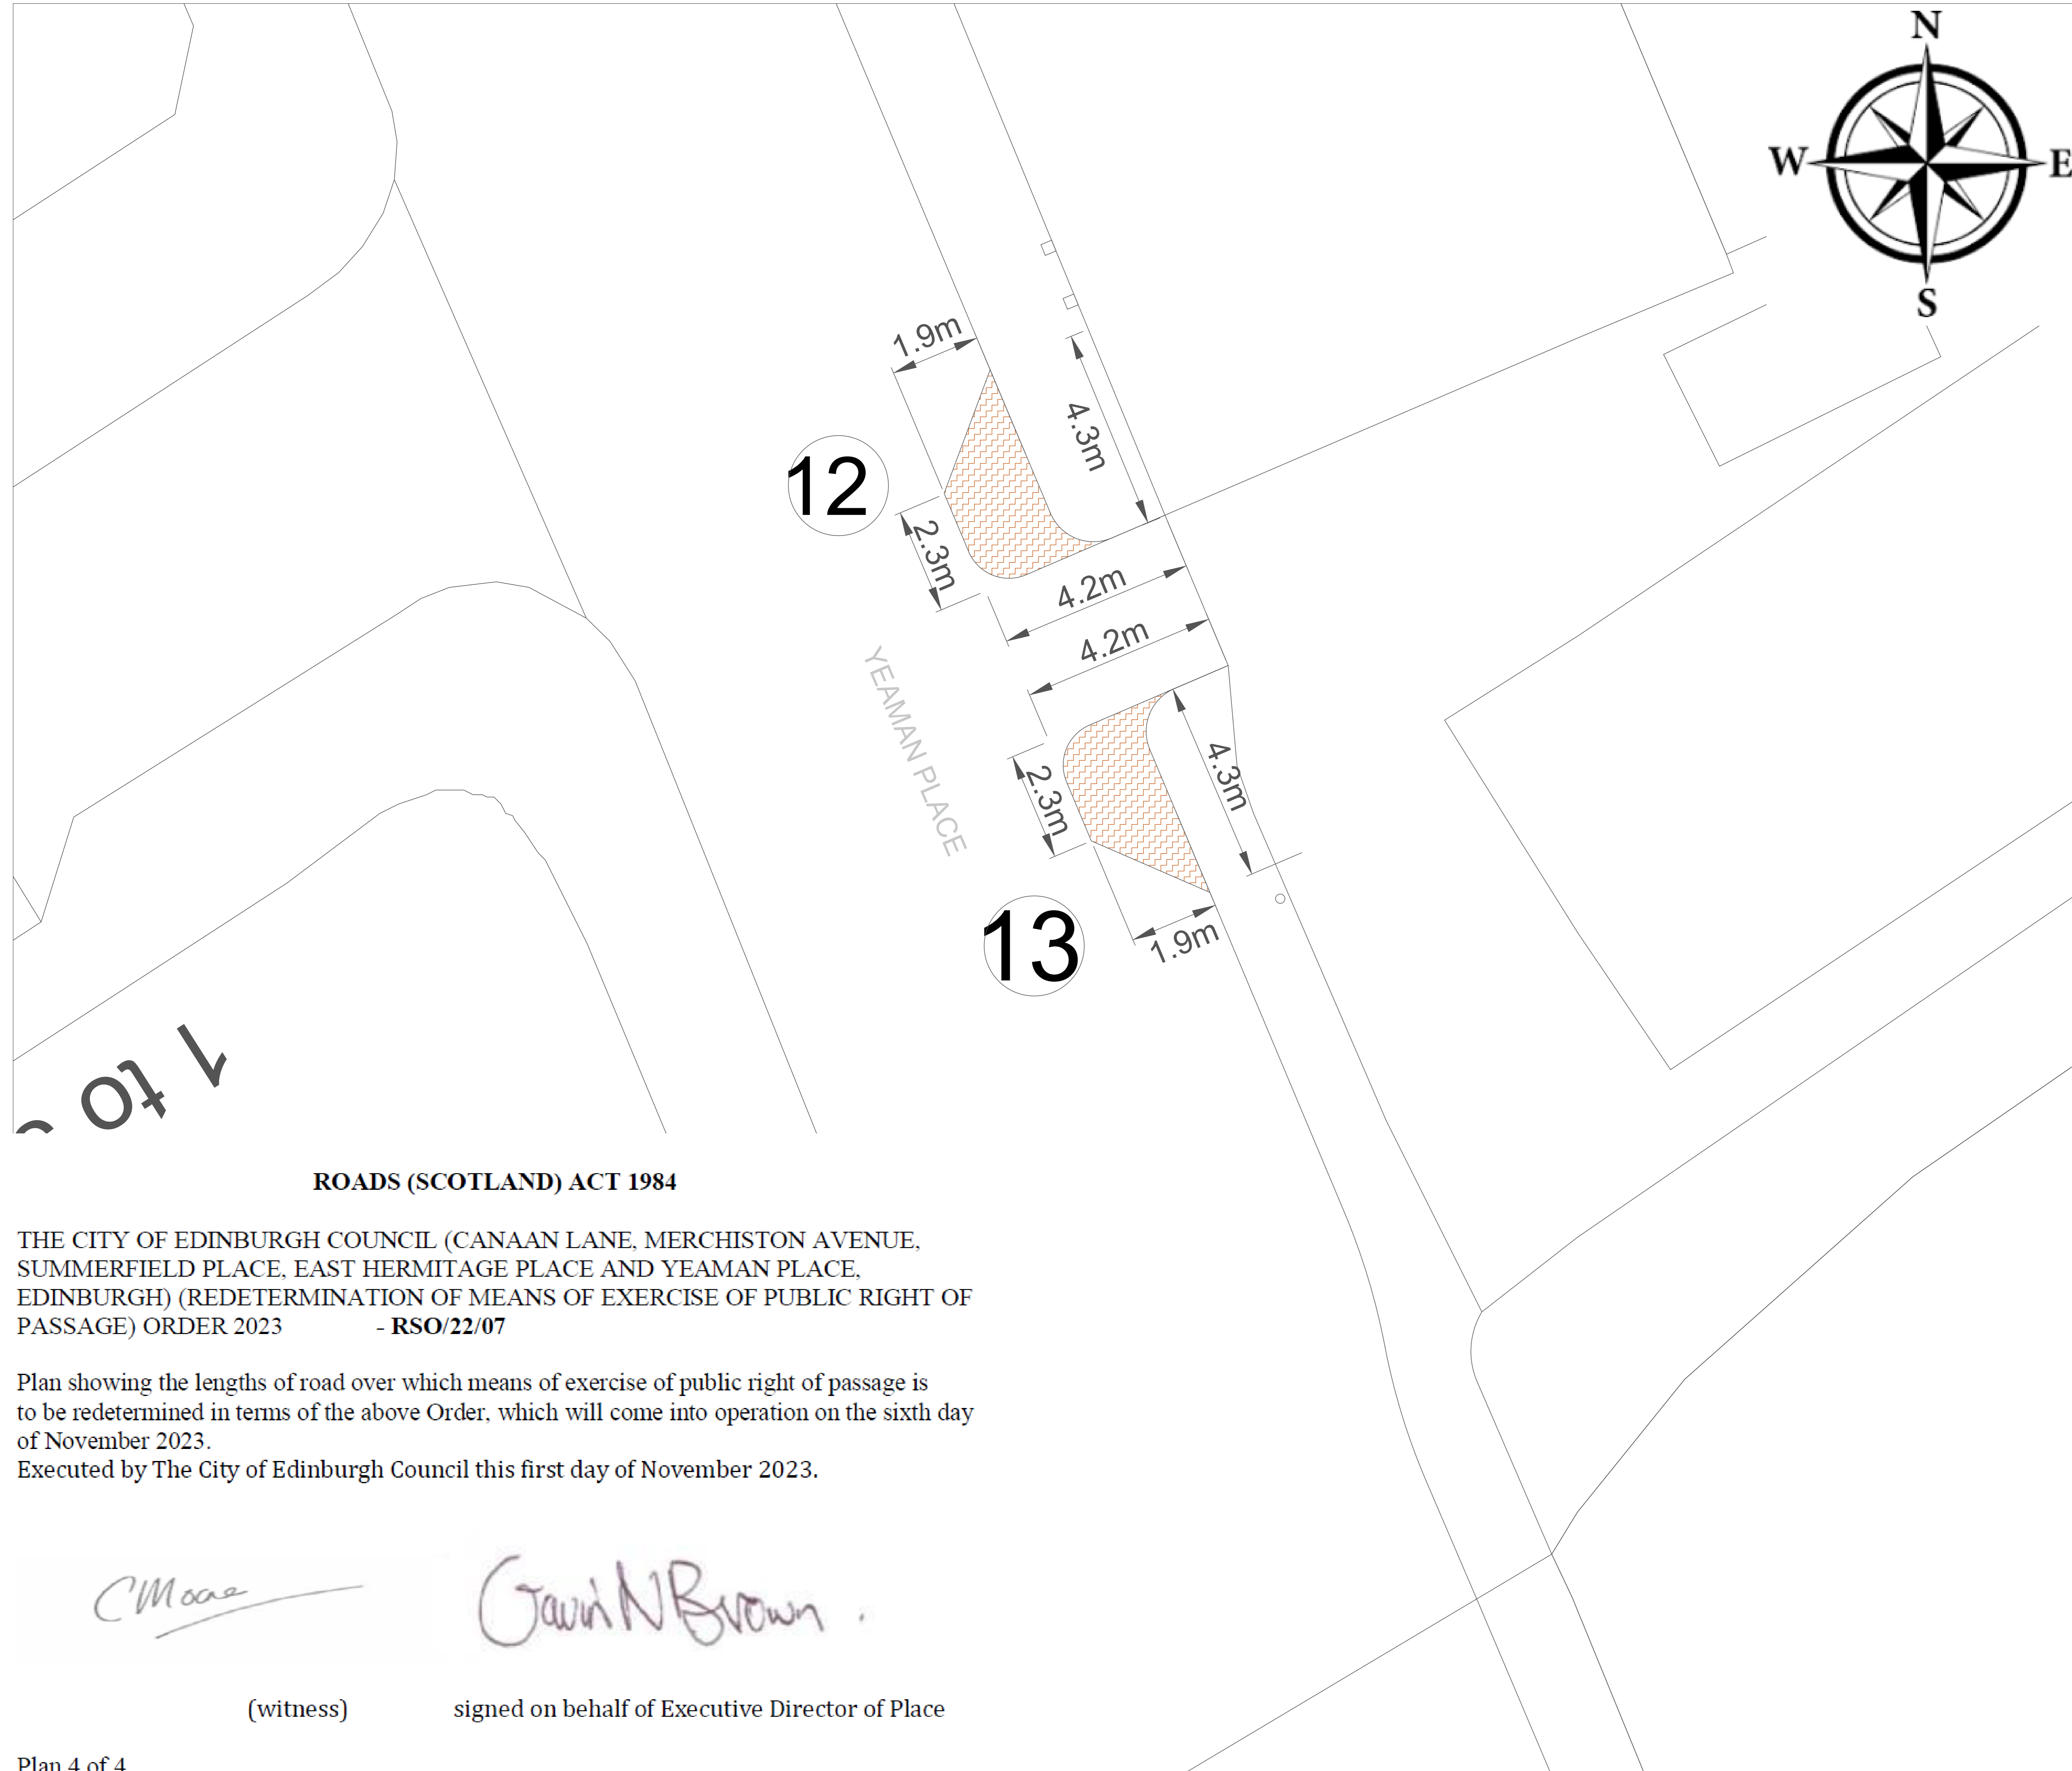 N
W
E
S
1.9m
4.3m
12
2.3m
4.2m
4.2m
YEAMAN PLACE
2.3m
4.3m
13
1.9m
1 to
ROADS (SCOTLAND) ACT 1984
THE CITY OF EDINBURGH COUNCIL (CANAAN LANE, MERCHISTON AVENUE,
SUMMERFIELD PLACE, EAST HERMITAGE PLACE AND YEAMAN PLACE,
EDINBURGH) (REDETERMINATION OF MEANS OF EXERCISE OF PUBLIC RIGHT OF
PASSAGE) ORDER 2023 - RSO/22/07
Plan showing the lengths of road over which means of exercise of public right of passage is
to be redetermined in terms of the above Order, which will come into operation on the sixth day
of November 2023.
Executed by The City of Edinburgh Council this first day of November 2023.
CMoore GavinNBrown.
(witness) signed on behalf of Executive Director of Place
Plan 4 of 4